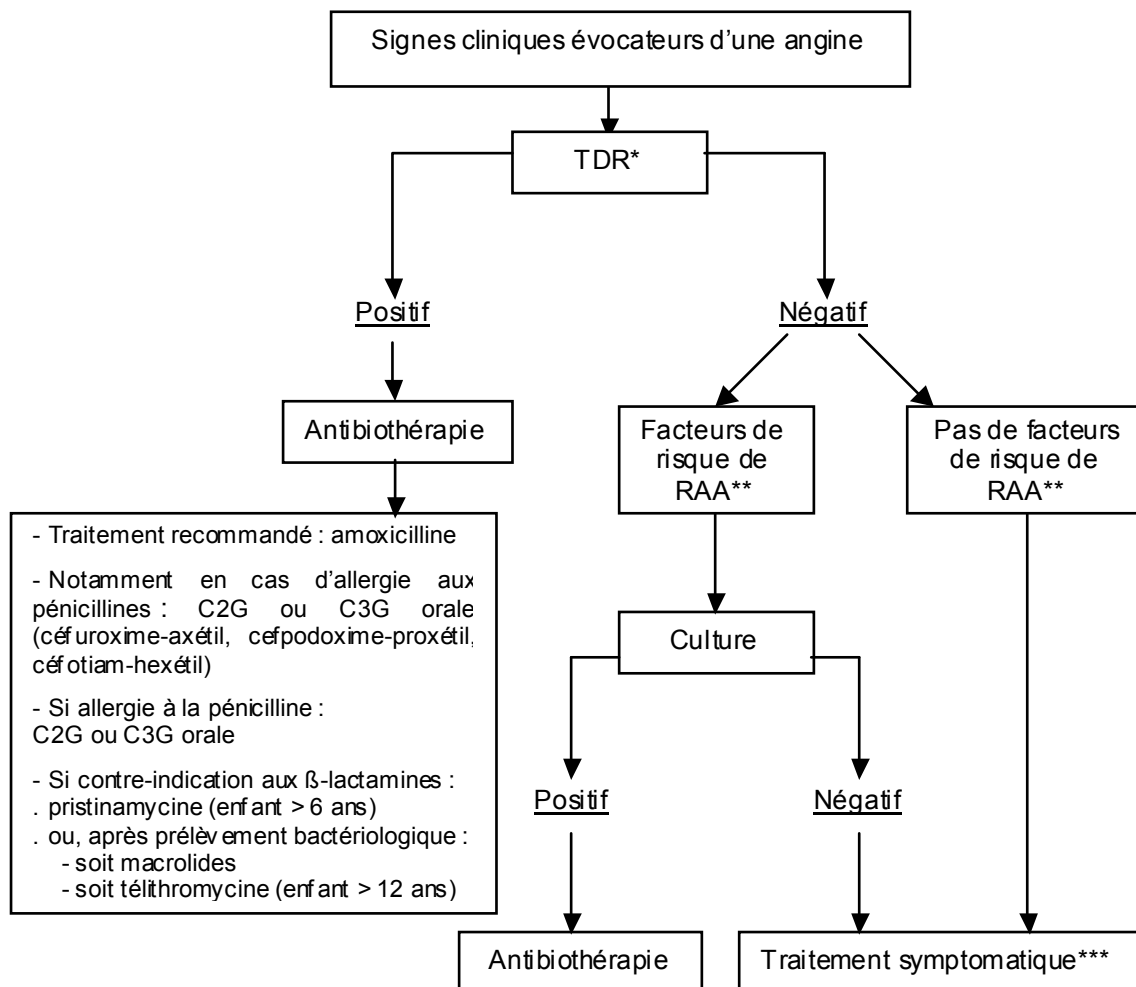 Signes cliniques évocateurs d'une angine
TDR*
Positif
Négatif
Antibiothérapie
Facteurs de
risque de
RAA**
Pas de facteurs
de risque de
RAA**
- Traitement recommandé : amoxicilline
- Notamment en cas d'allergie aux
pénicillines : C2G ou C3G orale
(céfuroxime-axétil, cefpodoxime-proxétil,
céfotiam-hexétil)
- Si allergie à la pénicilline :
C2G ou C3G orale
- Si contre-indication aux ß-lactamines :
. pristinamycine (enfant > 6 ans)
. ou, après prélèvement bactériologique :
- soit macrolides
- soit télithromycine (enfant > 12 ans)
Culture
Positif
Négatif
Antibiothérapie
Traitement symptomatique***